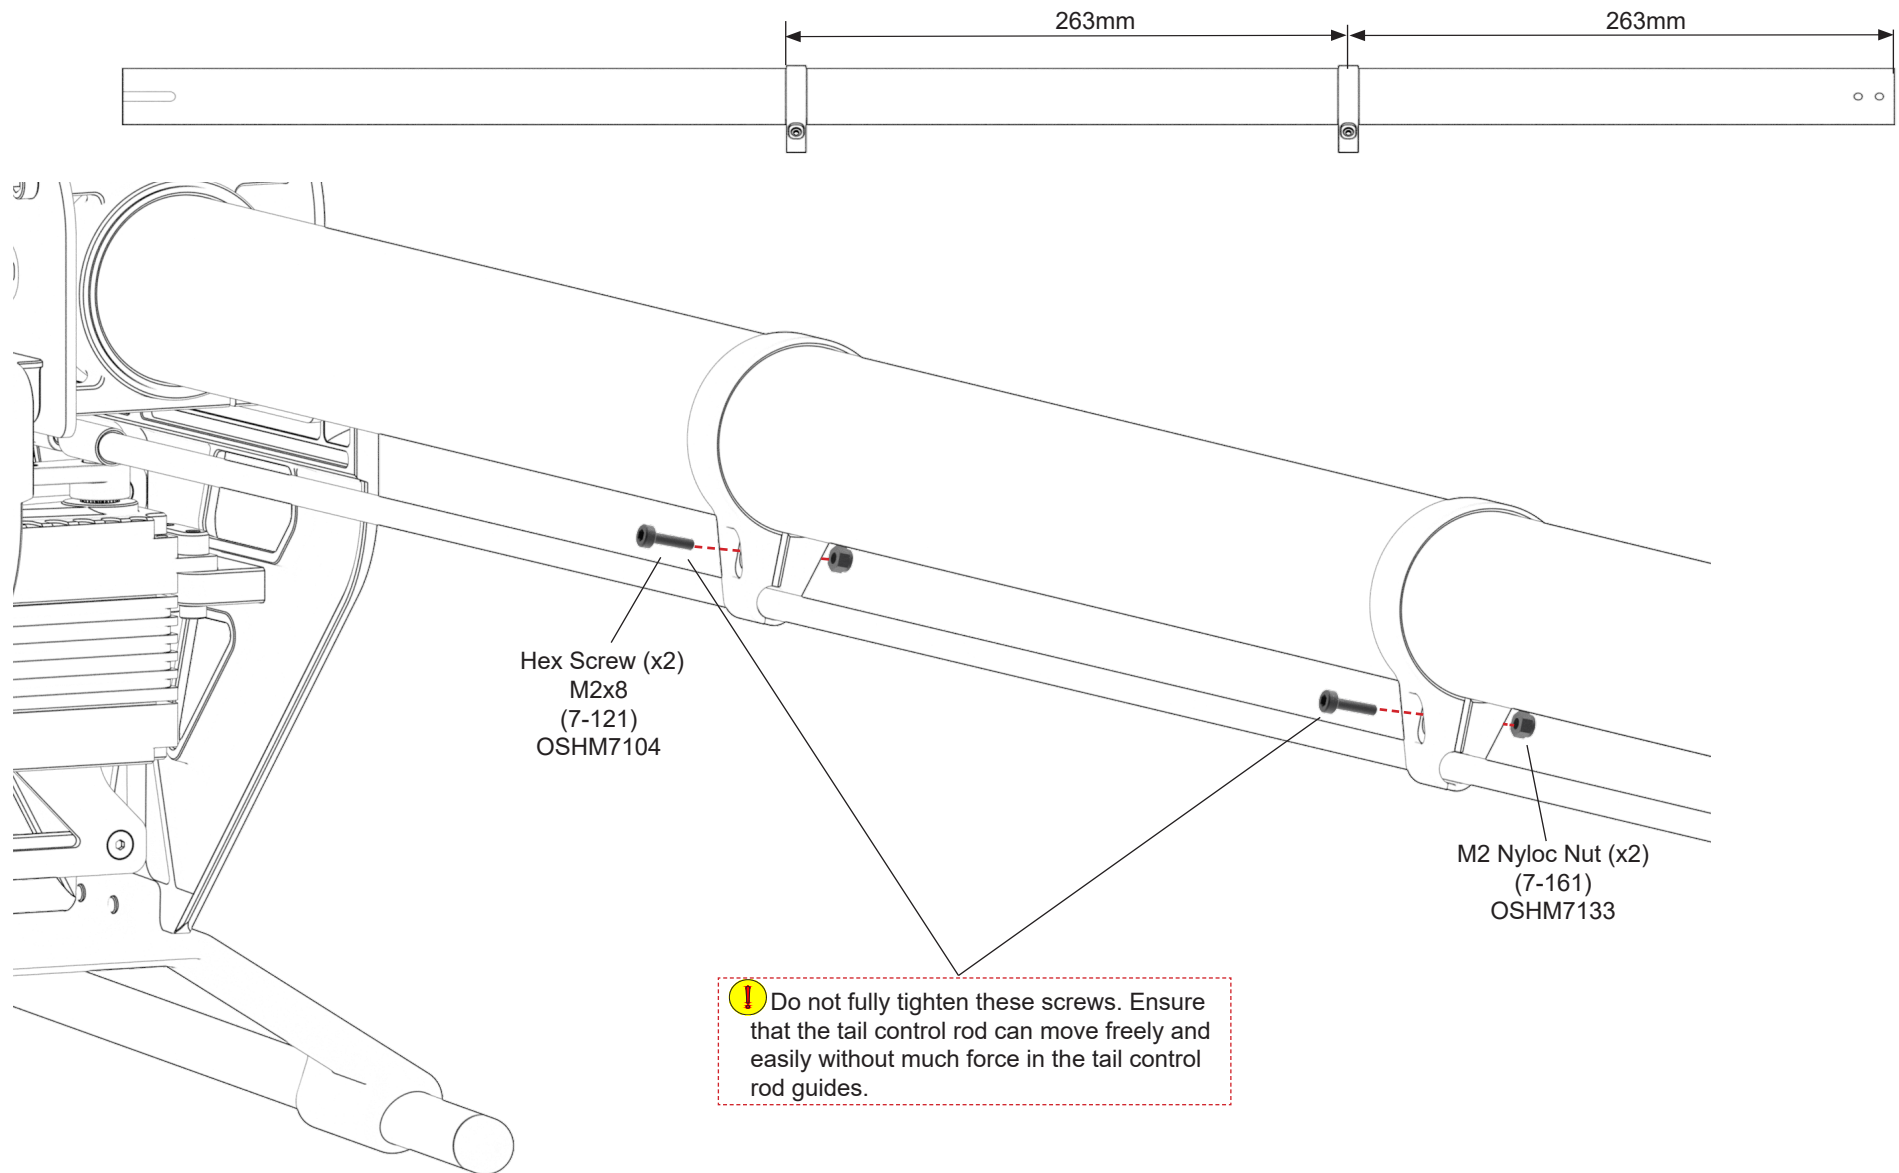 263mm
263mm
Hex Screw (x2)
M2x8
(7-121)
OSHM7104
M2 Nyloc Nut (x2)
(7-161)
OSHM7133
Do not fully tighten these screws. Ensure
that the tail control rod can move freely and
easily without much force in the tail control
rod guides.